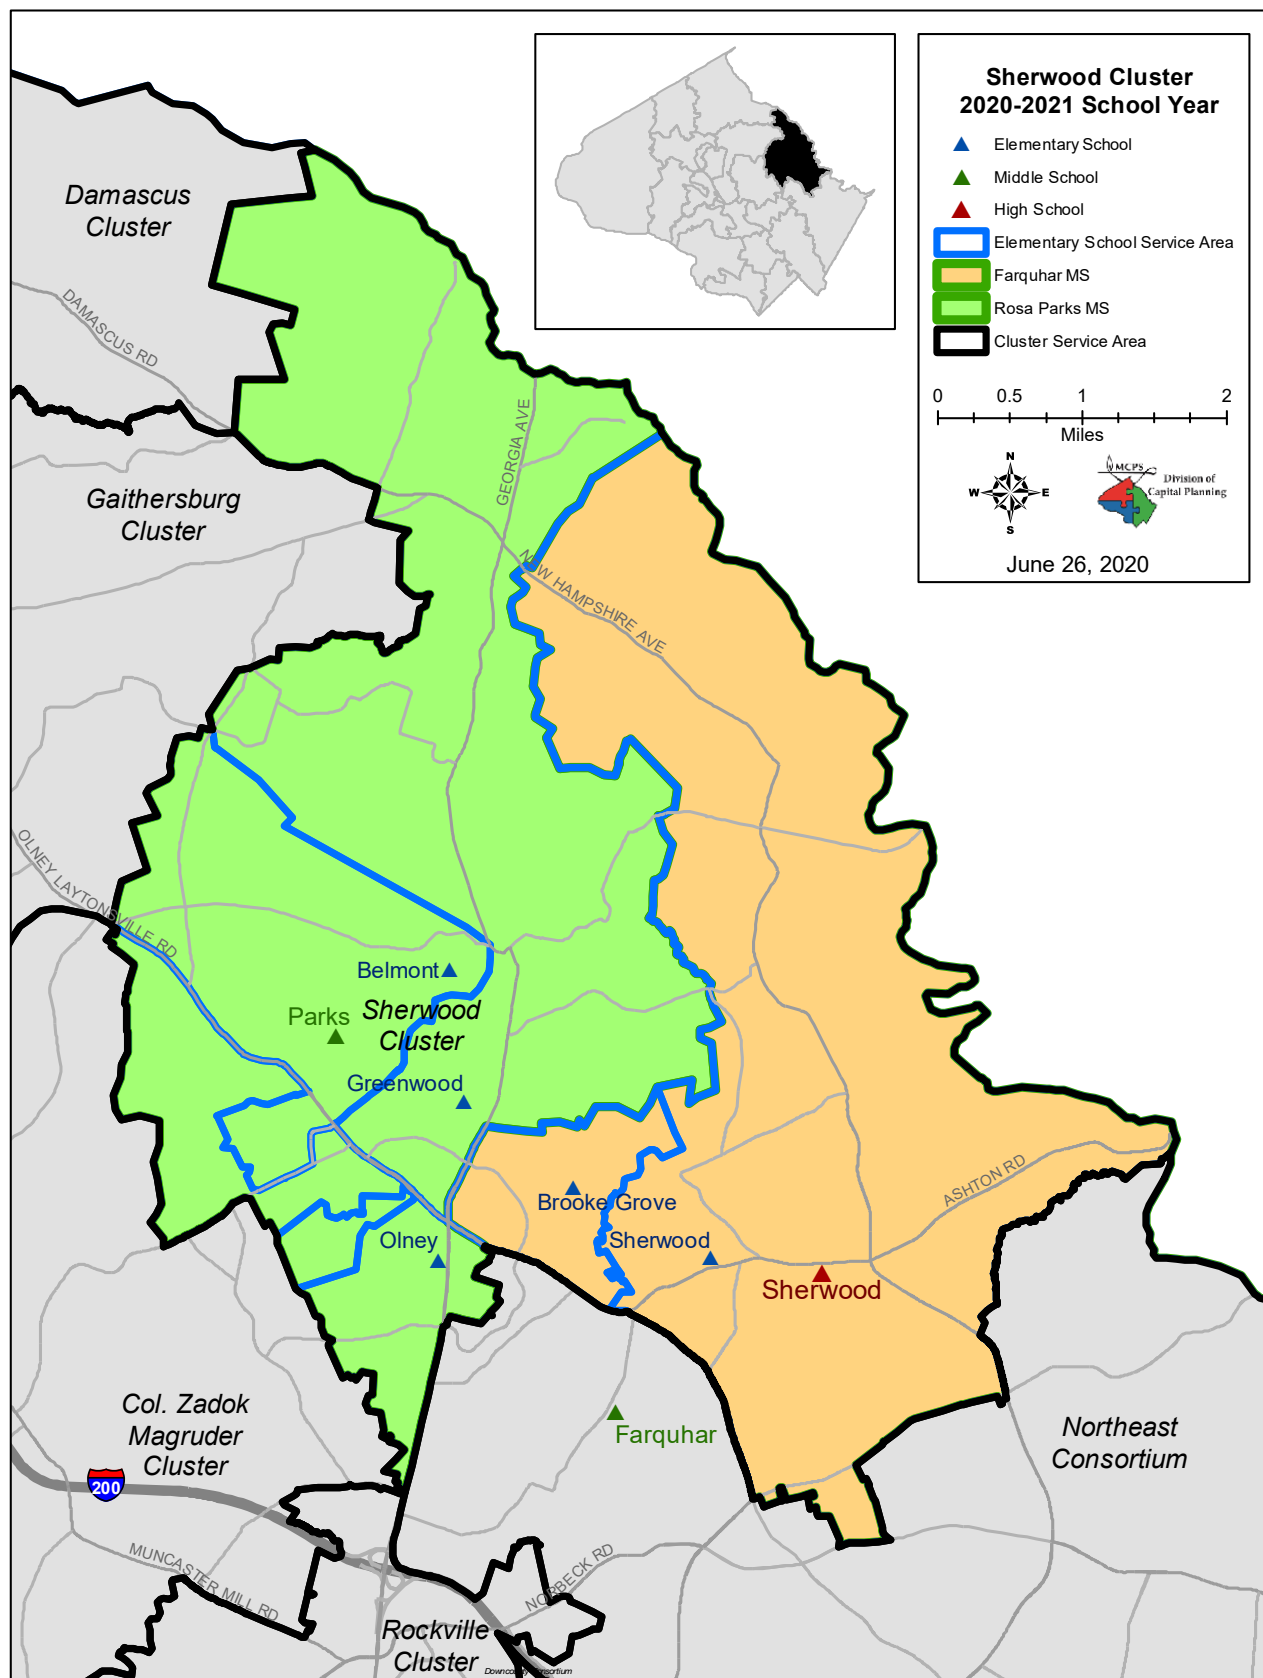 Sherwood Cluster
2020-2021 School Year
Elementary School
Middle School
High School
Elementary School Service Area
Farquhar MS
Rosa Parks MS
Cluster Service Area
0 0.5 1 2
Miles
N
W E
S
MCPS
Division of
Capital Planning
June 26, 2020
Damascus
Cluster
DAMASCUS RD
Gaithersburg
Cluster
GEORGIA AVE
NEW HAMPSHIRE AVE
OLNEY LAYTONSVILLE RD
Belmont
Parks
Sherwood
Cluster
Greenwood
Brooke Grove
ASHTON RD
Olney
Sherwood
Sherwood
Farquhar
Col. Zadok
Magruder
Cluster
Northeast
Consortium
200
MUNCASTER MILL RD
NORBECK RD
Rockville
Cluster
Downcounty Consortium